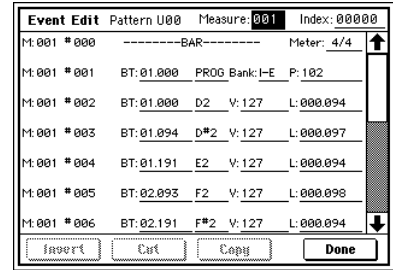 Event Edit Pattern U00 Measure: 001 Index: 00000
M: 001 #000 --------BAR-------- Meter: 4/4
M: 001 #001 BT: 01.000 PROG Bank: I-E P: 102
M: 001 #002 BT: 01.000 D2 V: 127 L: 000.094
M: 001 #003 BT: 01.094 D#2 V: 127 L: 000.097
M: 001 #004 BT: 01.191 E2 V: 127 L: 000.094
M: 001 #005 BT: 02.093 F2 V: 127 L: 000.098
M: 001 #006 BT: 02.191 F#2 V: 127 L: 000.094
Insert Cut Copy Done